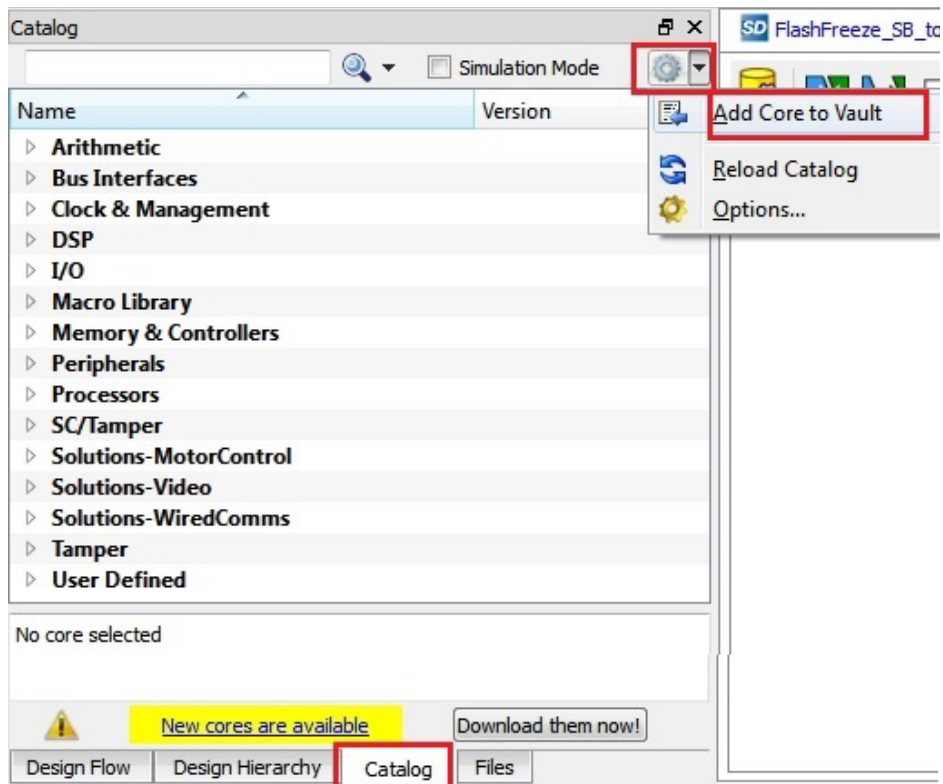 Catalog
SD FlashFreeze_SB_to
Simulation Mode
Name Version
Add Core to Vault
Reload Catalog
Options...
Arithmetic
Bus Interfaces
Clock & Management
DSP
I/O
Macro Library
Memory & Controllers
Peripherals
Processors
SC/Tamper
Solutions-MotorControl
Solutions-Video
Solutions-WiredComms
Tamper
User Defined
No core selected
New cores are available Download them now!
Design Flow Design Hierarchy Catalog Files